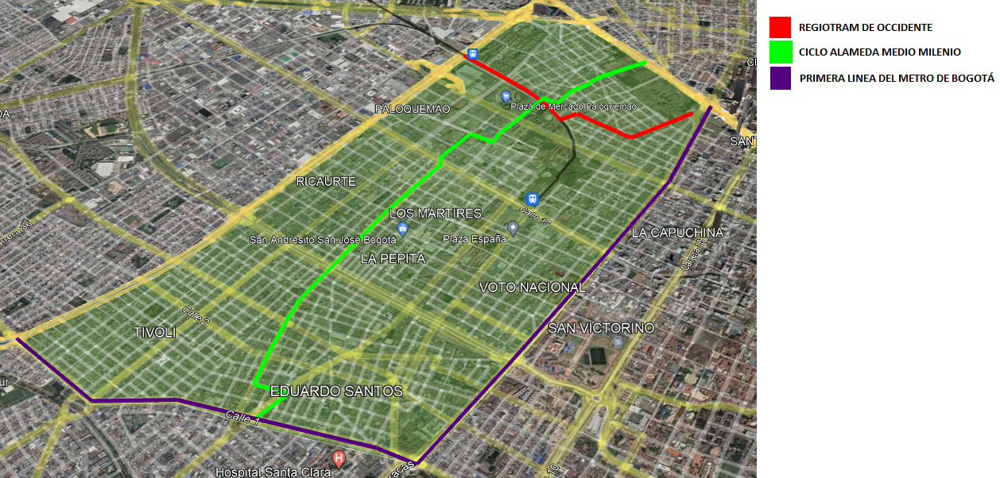 REGIOTRAM DE OCCIDENTE
CICLO ALAMEDA MEDIO MILENIO
PRIMERA LINEA DEL METRO DE BOGOTÁ
PALOQUEMAO
Plaza de Mercado Paloquemao
RICAURTE
LOS MÁRTIRES
Calle 13
San Andresito San José Bogotá
Plaza España
LA CAPUCHINA
LA PEPITA
VOTO NACIONAL
Calle 2
TIVOLI
SAN VICTORINO
EDUARDO SANTOS
Calle 1
Hospital Santa Clara